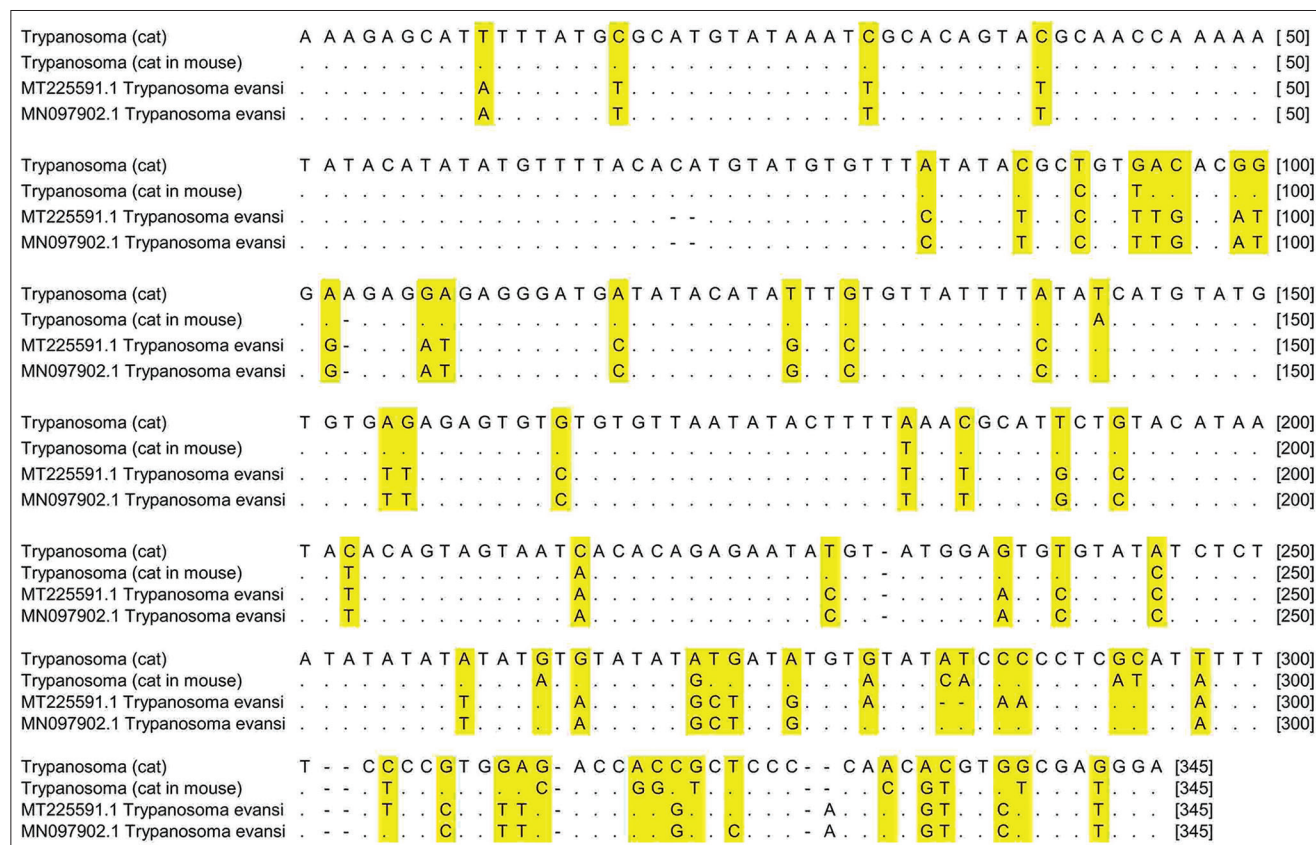 Trypanosoma (cat) A A A G A G C A T T T T T A T G C G C A T G T A T A A A T C G C A C A G T A C G C A A C C A A A A A [50]
Trypanosoma (cat in mouse) . . . . . . . . . . . . . . . . . . . . . . . . . . . . . . . . . . . . . . . . . . . . . . . . . . [50]
MT225591.1 Trypanosoma evansi . . . . . . . . . A . . . . . . T . . . . . . . . . . . . T . . . . . . . . T . . . . . . . . . . . [50]
MN097902.1 Trypanosoma evansi . . . . . . . . . A . . . . . . T . . . . . . . . . . . . T . . . . . . . . T . . . . . . . . . . . [50]
Trypanosoma (cat) T A T A C A T A T A T G T T T T A C A C A T G T A T G T G T T T A T A T A C G C T G T G A C A C G G [100]
Trypanosoma (cat in mouse) . . . . . . . . . . . . . . . . . . . . . . . . . . . . . . . . . . . . . . . . C . . T . . . . . . [100]
MT225591.1 Trypanosoma evansi . . . . . . . . . . . . . . . . . . . - - . . . . . . . . . . . C . . . . T . . C . . T T G . . A T [100]
MN097902.1 Trypanosoma evansi . . . . . . . . . . . . . . . . . . . - - . . . . . . . . . . . C . . . . T . . C . . T T G . . A T [100]
Trypanosoma (cat) G A A G A G G A G A G G G A T G A T A T A C A T A T T T G T G T T A T T T T A T A T C A T G T A T G [150]
Trypanosoma (cat in mouse) . . - . . . . . . . . . . . . . . . . . . . . . . . . . . . . . . . . . . . . . . A . . . . . . . . [150]
MT225591.1 Trypanosoma evansi . G - . . . A T . . . . . . . . C . . . . . . . . G . . C . . . . . . . . . C . . . . . . . . . . . [150]
MN097902.1 Trypanosoma evansi . G - . . . A T . . . . . . . . C . . . . . . . . G . . C . . . . . . . . . C . . . . . . . . . . . [150]
Trypanosoma (cat) T G T G A G A G A G T G T G T G T G T T A A T A T A C T T T T A A A C G C A T T C T G T A C A T A A [200]
Trypanosoma (cat in mouse) . . . . . . . . . . . . . . . . . . . . . . . . . . . . . . . T . . . . . . . . . . . . . . . . . . [200]
MT225591.1 Trypanosoma evansi . . . . T T . . . . . . . C . . . . . . . . . . . . . . . . . T . . T . . . . G . . C . . . . . . . [200]
MN097902.1 Trypanosoma evansi . . . . T T . . . . . . . C . . . . . . . . . . . . . . . . . T . . T . . . . G . . C . . . . . . . [200]
Trypanosoma (cat) T A C A C A G T A G T A A T C A C A C A G A G A A T A T G T - A T G G A G T G T G T A T A T C T C T [250]
Trypanosoma (cat in mouse) . . T . . . . . . . . . . . A . . . . . . . . . . . . . . . - . . . . . . . . . . . . . C . . . . . [250]
MT225591.1 Trypanosoma evansi . . T . . . . . . . . . . . A . . . . . . . . . . . . C . . - . . . . . A . . C . . . . C . . . . . [250]
MN097902.1 Trypanosoma evansi . . T . . . . . . . . . . . A . . . . . . . . . . . . C . . - . . . . . A . . C . . . . C . . . . . [250]
Trypanosoma (cat) A T A T A T A T A T A T G T G T A T A T A T G A T A T G T G T A T A T C C C C C T C G C A T T T T T [300]
Trypanosoma (cat in mouse) . . . . . . . . . . . . A . . . . . . . G . . . . . . . . A . . . C A . . . . . . . A T . . A . . . [300]
MT225591.1 Trypanosoma evansi . . . . . . . . T . . . . . A . . . . . G C T . . G . . . A . . . - - . A A . . . . . . . . A . . . [300]
MN097902.1 Trypanosoma evansi . . . . . . . . T . . . . . A . . . . . G C T . . G . . . . . . . . . . . . . . . . . . . . A . . . [300]
Trypanosoma (cat) T - - C C C C G T G G A G - A C C A C C G C T C C C - - C A A C A C G T G G C G A G G G A [345]
Trypanosoma (cat in mouse) . - - . T . . . . . . . C - . . . G G . T . . . . . - - . . C . G T . . . T . . . T . . . [345]
MT225591.1 Trypanosoma evansi . - - . T . . C . . T T . - . . . . . G . . . . . . - A . . . . G T . . C . . . . T . . . [345]
MN097902.1 Trypanosoma evansi . - - . . . . C . . T T . - . . . . . G . . C . . . - A . . . . G T . . C . . . . T . . . [345]